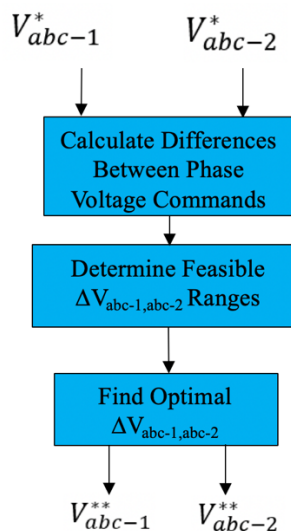 V*abc−1 V*abc−2
Calculate Differences
Between Phase
Voltage Commands
Determine Feasible
ΔVabc-1,abc-2 Ranges
Find Optimal
ΔVabc-1,abc-2
V**abc−1 V**abc−2